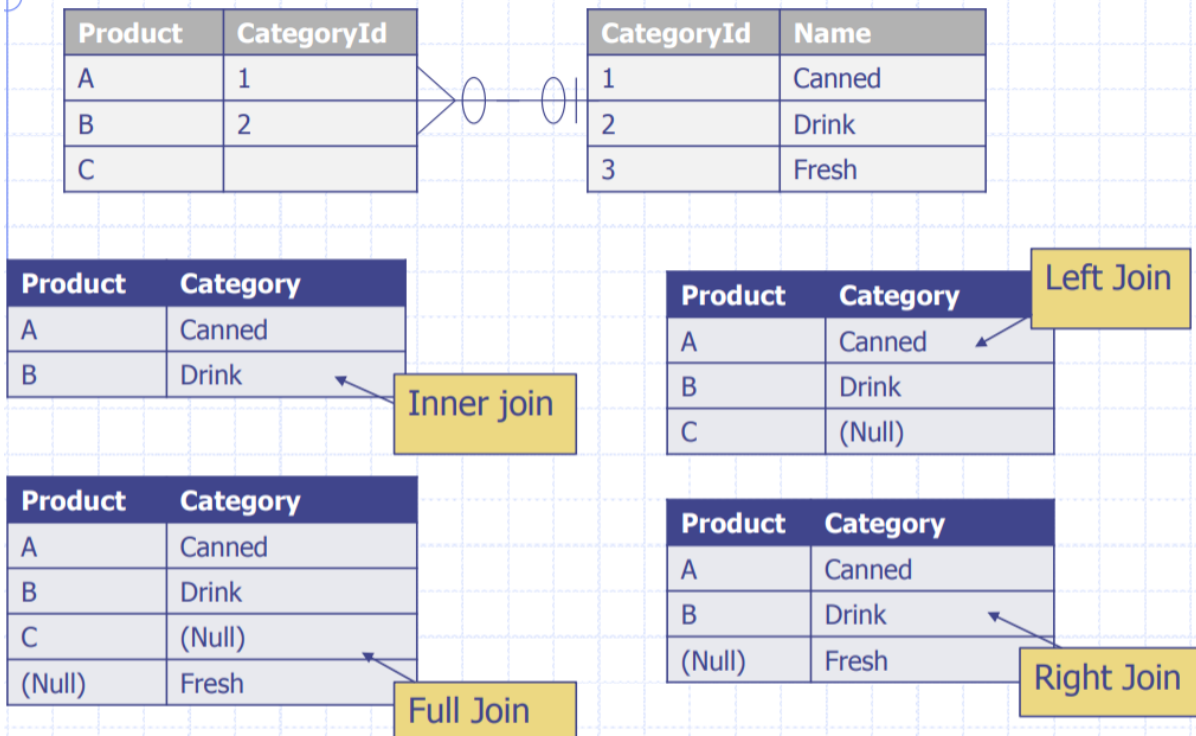 Product CategoryId
A 1
B 2
C
CategoryId Name
1 Canned
2 Drink
3 Fresh
Product Category
A Canned
B Drink
Inner join
Product Category
A Canned
B Drink
C (Null)
Left Join
Product Category
A Canned
B Drink
C (Null)
(Null) Fresh
Full Join
Product Category
A Canned
B Drink
(Null) Fresh
Right Join